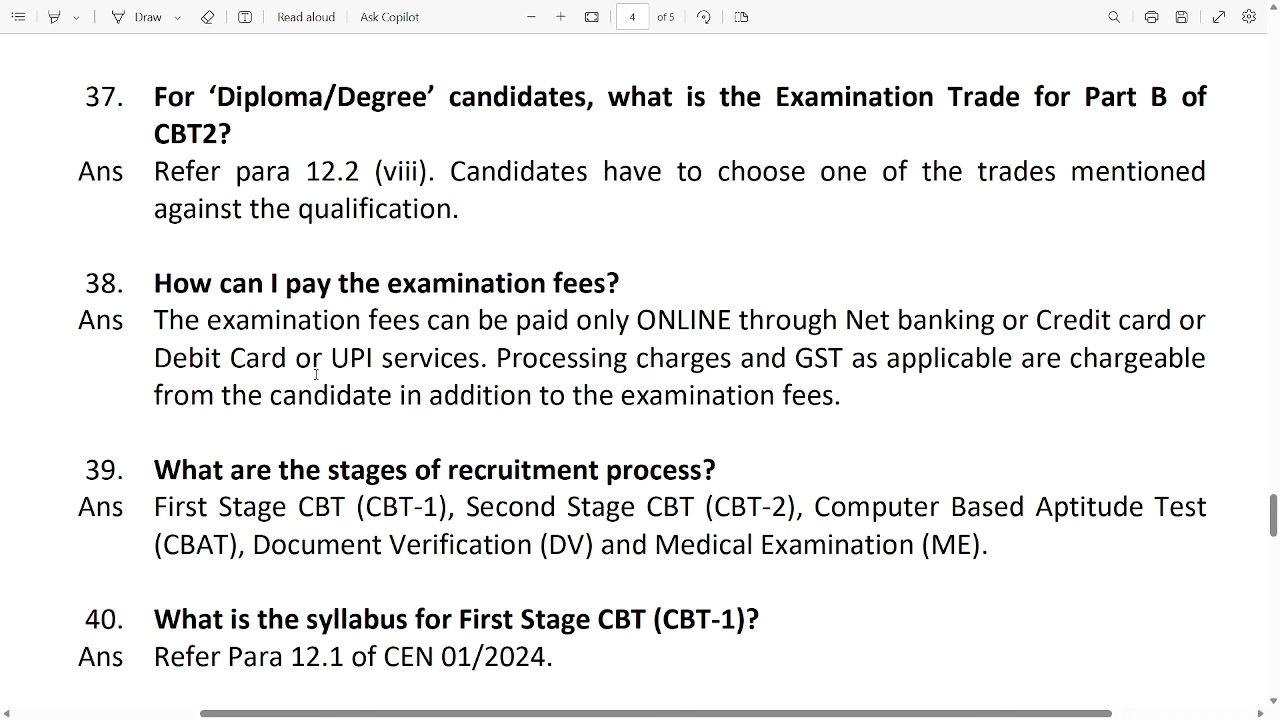 Draw Read aloud Ask Copilot 4 of 5
37. For ‘Diploma/Degree’ candidates, what is the Examination Trade for Part B of
CBT2?
Ans Refer para 12.2 (viii). Candidates have to choose one of the trades mentioned
against the qualification.
38. How can I pay the examination fees?
Ans The examination fees can be paid only ONLINE through Net banking or Credit card or
Debit Card or UPI services. Processing charges and GST as applicable are chargeable
from the candidate in addition to the examination fees.
39. What are the stages of recruitment process?
Ans First Stage CBT (CBT-1), Second Stage CBT (CBT-2), Computer Based Aptitude Test
(CBAT), Document Verification (DV) and Medical Examination (ME).
40. What is the syllabus for First Stage CBT (CBT-1)?
Ans Refer Para 12.1 of CEN 01/2024.